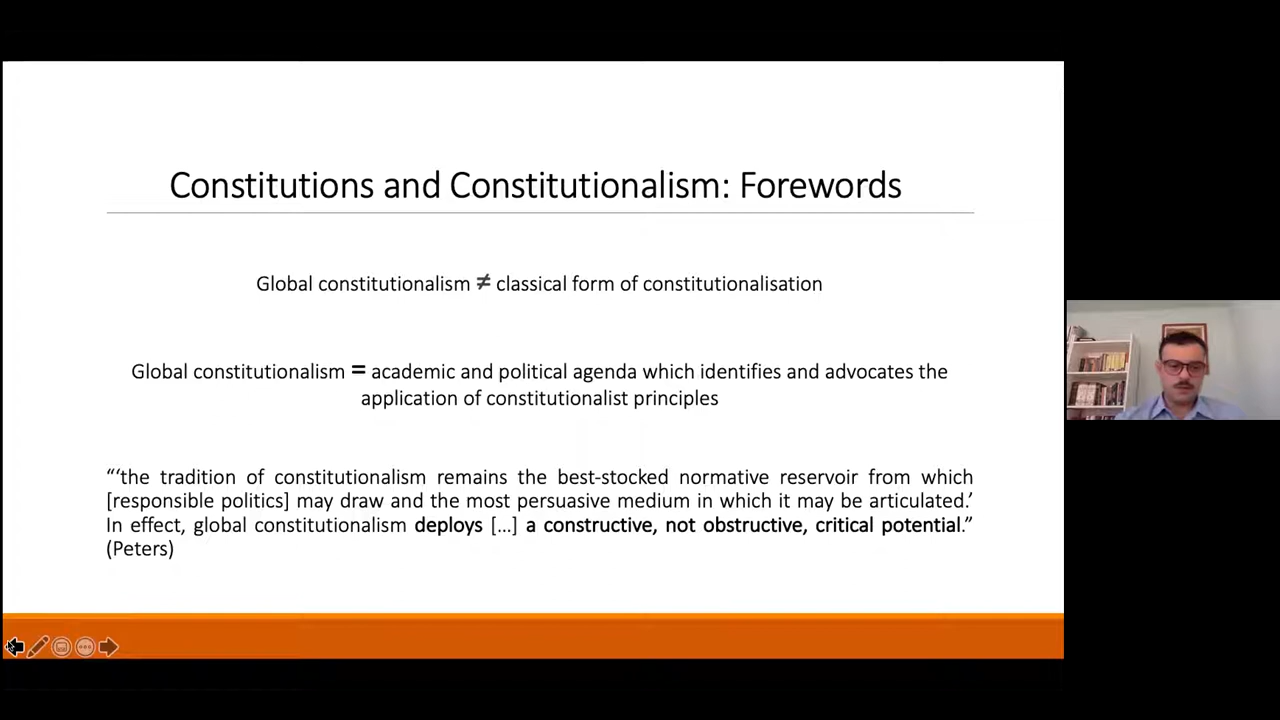 Constitutions and Constitutionalism: Forewords
Global constitutionalism ≠ classical form of constitutionalisation
Global constitutionalism = academic and political agenda which identifies and advocates the
application of constitutionalist principles
“‘the tradition of constitutionalism remains the best-stocked normative reservoir from which
[responsible politics] may draw and the most persuasive medium in which it may be articulated.’
In effect, global constitutionalism deploys [...] a constructive, not obstructive, critical potential.”
(Peters)